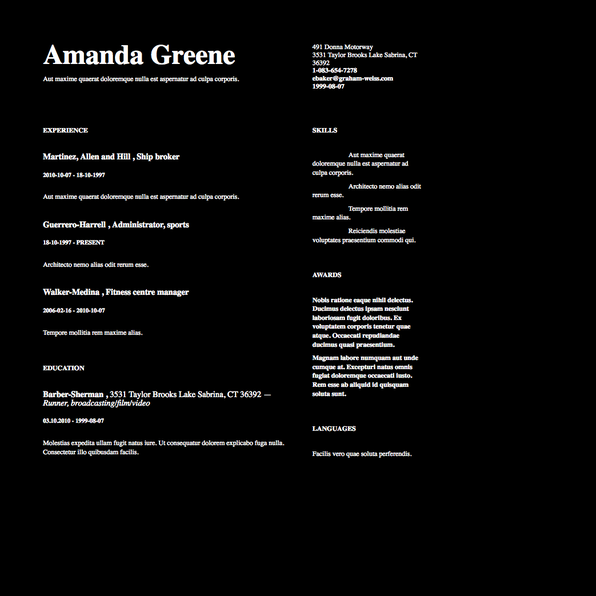 Amanda Greene
Aut maxime quaerat doloremque nulla est aspernatur ad culpa corporis.
491 Donna Motorway
3531 Taylor Brooks Lake Sabrina, CT
36392
1-083-654-7278
ebaker@graham-weiss.com
1999-08-07
EXPERIENCE
Martinez, Allen and Hill , Ship broker
2010-10-07 - 18-10-1997
Aut maxime quaerat doloremque nulla est aspernatur ad culpa corporis.
Guerrero-Harrell , Administrator, sports
18-10-1997 - PRESENT
Architecto nemo alias odit rerum esse.
Walker-Medina , Fitness centre manager
2006-02-16 - 2010-10-07
Tempore mollitia rem maxime alias.
EDUCATION
Barber-Sherman , 3531 Taylor Brooks Lake Sabrina, CT 36392 —
Runner, broadcasting/film/video
03.10.2010 - 1999-08-07
Molestias expedita ullam fugit natus iure. Ut consequatur dolorem explicabo fuga nulla.
Consectetur illo quibusdam facilis.
SKILLS
Aut maxime quaerat
doloremque nulla est aspernatur ad
culpa corporis.
Architecto nemo alias odit
rerum esse.
Tempore mollitia rem
maxime alias.
Reiciendis molestiae
voluptates praesentium commodi qui.
AWARDS
Nobis ratione eaque nihil delectus.
Ducimus delectus ipsam nesciunt
laboriosam fugit doloribus. Ex
voluptatem corporis tenetur quae
atque. Occaecati repudiandae
ducimus quasi praesentium.
Magnam labore numquam aut unde
cumque at. Excepturi natus omnis
fugiat doloremque occaecati iusto.
Rem esse ab aliquid id quisquam
soluta sunt.
LANGUAGES
Facilis vero quae soluta perferendis.